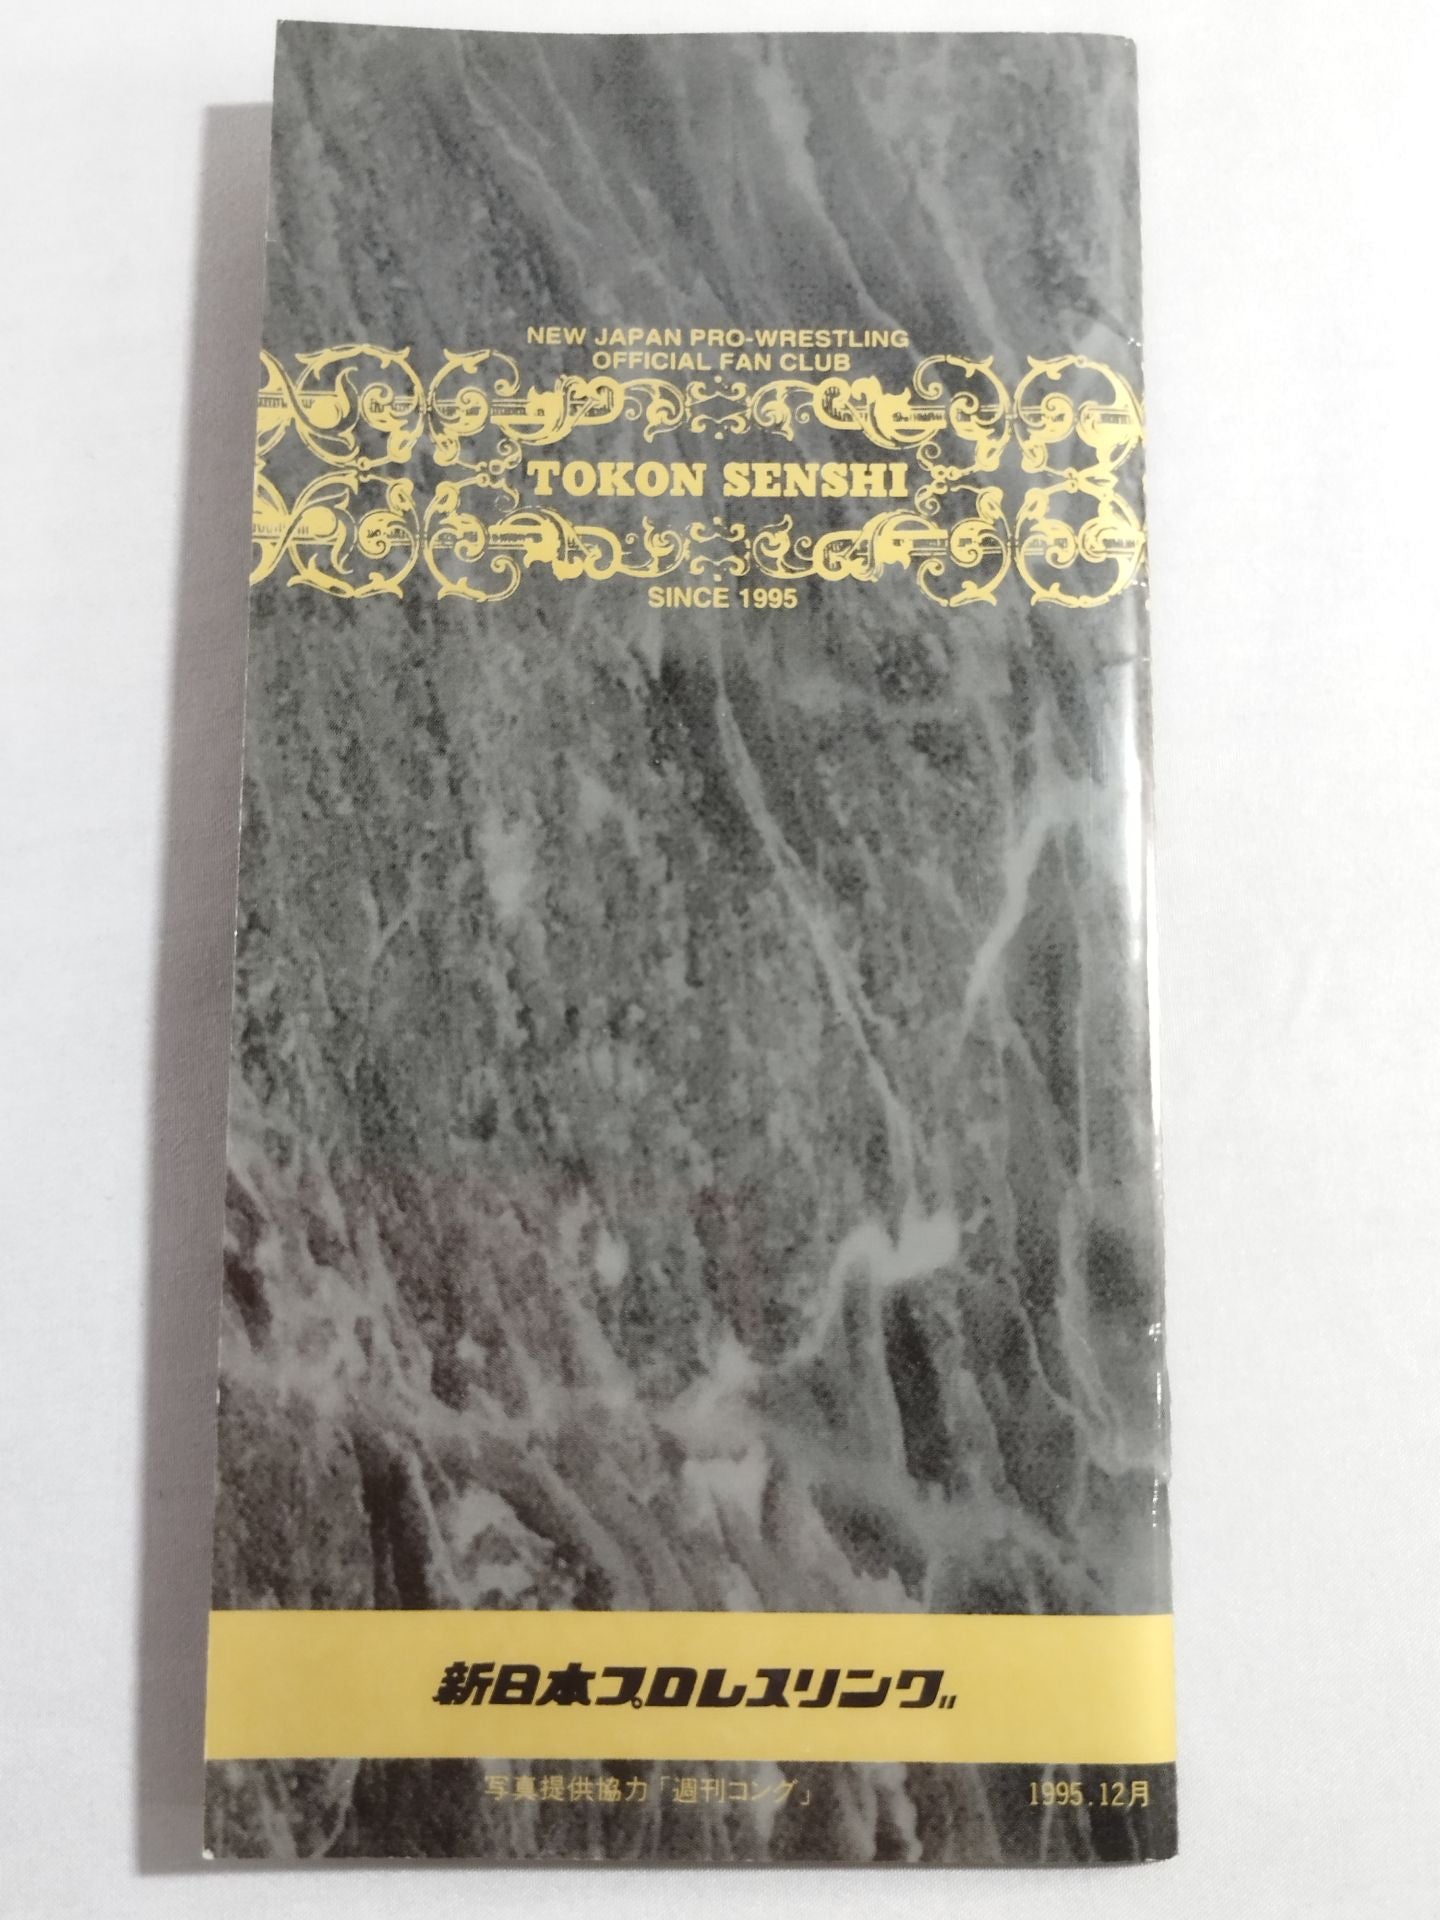 NEW JAPAN PRO-WRESTLING
OFFICIAL FAN CLUB
TOKON SENSHI
SINCE 1995
新日本プロレスリング
写真提供協力「週刊コング」
1995.12月